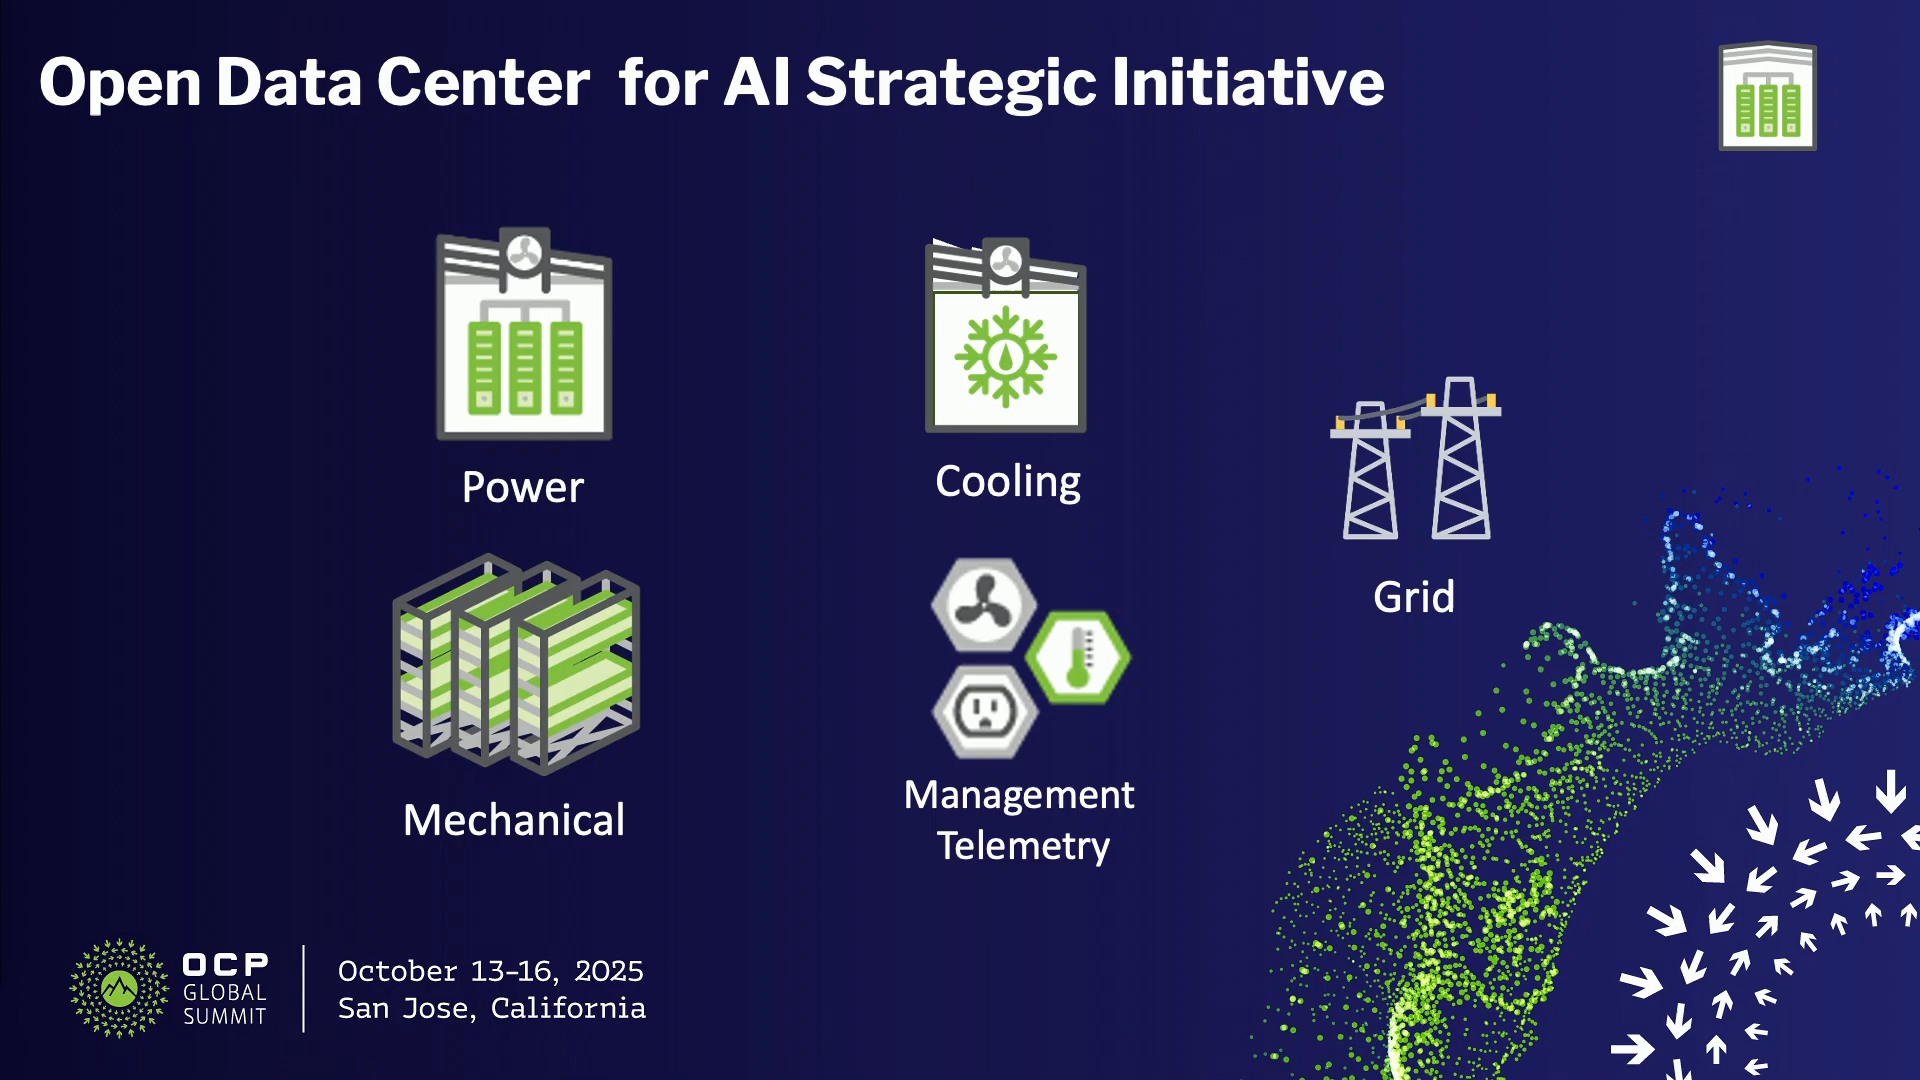 Open Data Center for AI Strategic Initiative
Power
Cooling
Grid
Mechanical
Management
Telemetry
OCP
GLOBAL
SUMMIT
October 13-16, 2025
San Jose, California